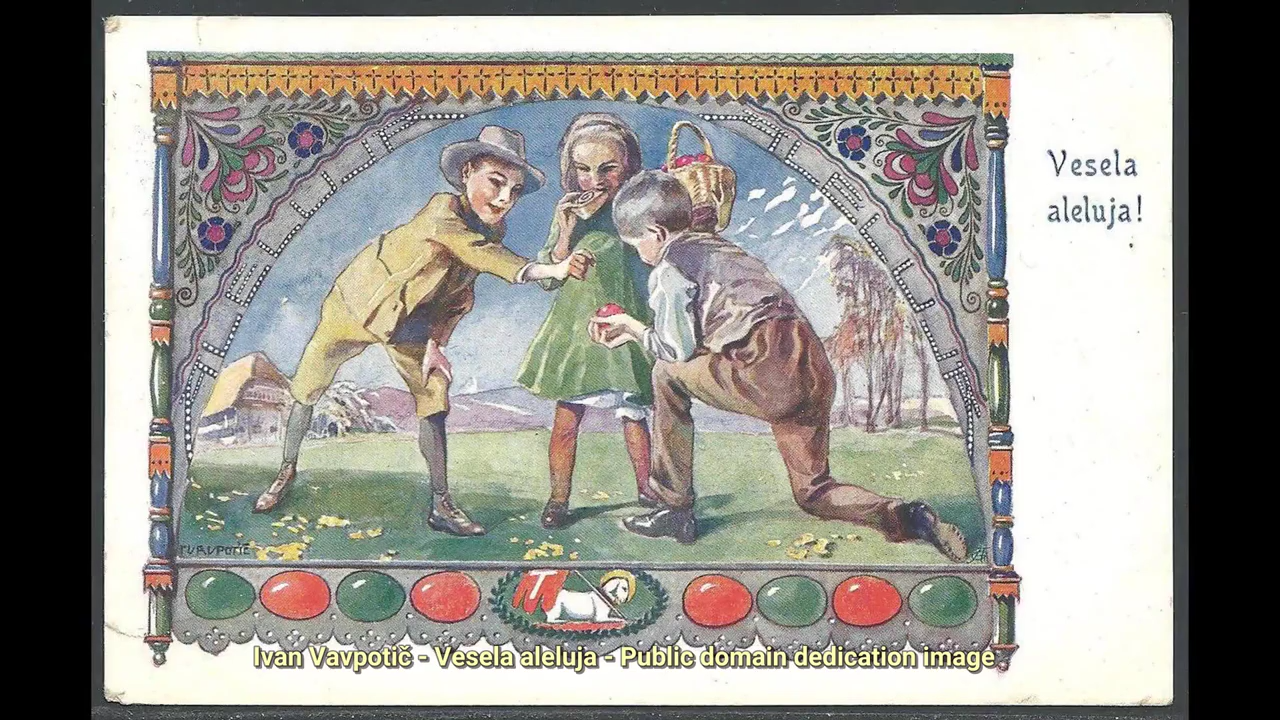 Vesela
aleluja!
Ivan Vavpotič - Vesela aleluja - Public domain dedication image